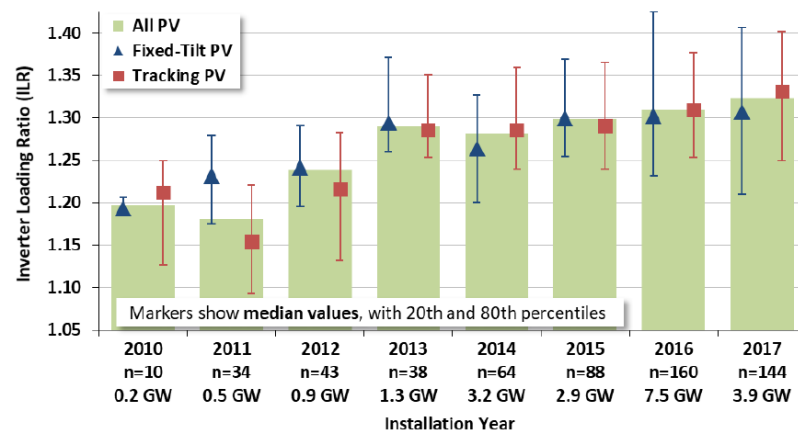 All PV
Fixed-Tilt PV
Tracking PV
Inverter Loading Ratio (ILR)
1.40
1.35
1.30
1.25
1.20
1.15
1.10
1.05
Markers show median values, with 20th and 80th percentiles
2010 2011 2012 2013 2014 2015 2016 2017
n=10 n=34 n=43 n=38 n=64 n=88 n=160 n=144
0.2 GW 0.5 GW 0.9 GW 1.3 GW 3.2 GW 2.9 GW 7.5 GW 3.9 GW
Installation Year